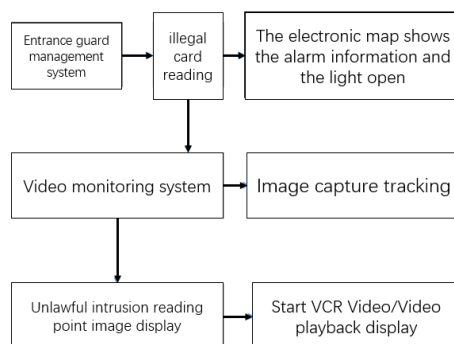 Entrance guard
management
system
illegal
card
reading
The electronic map shows
the alarm information and
the light open
Video monitoring system
Image capture tracking
Unlawful intrusion reading
point image display
Start VCR Video/Video
playback display